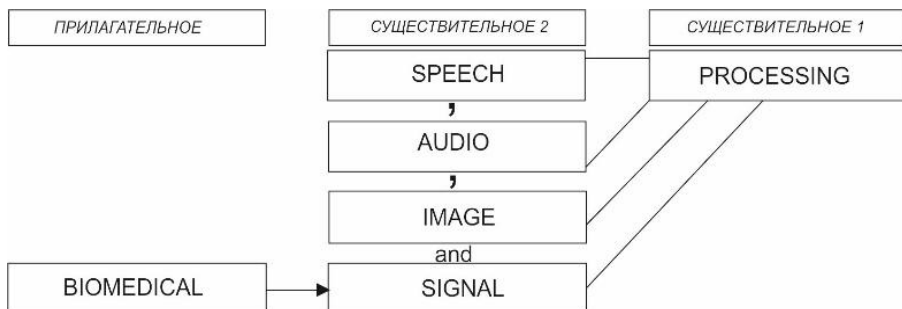 ПРИЛАГАТЕЛЬНОЕ СУЩЕСТВИТЕЛЬНОЕ 2 СУЩЕСТВИТЕЛЬНОЕ 1
SPEECH PROCESSING
,
AUDIO
,
IMAGE
and
BIOMEDICAL SIGNAL